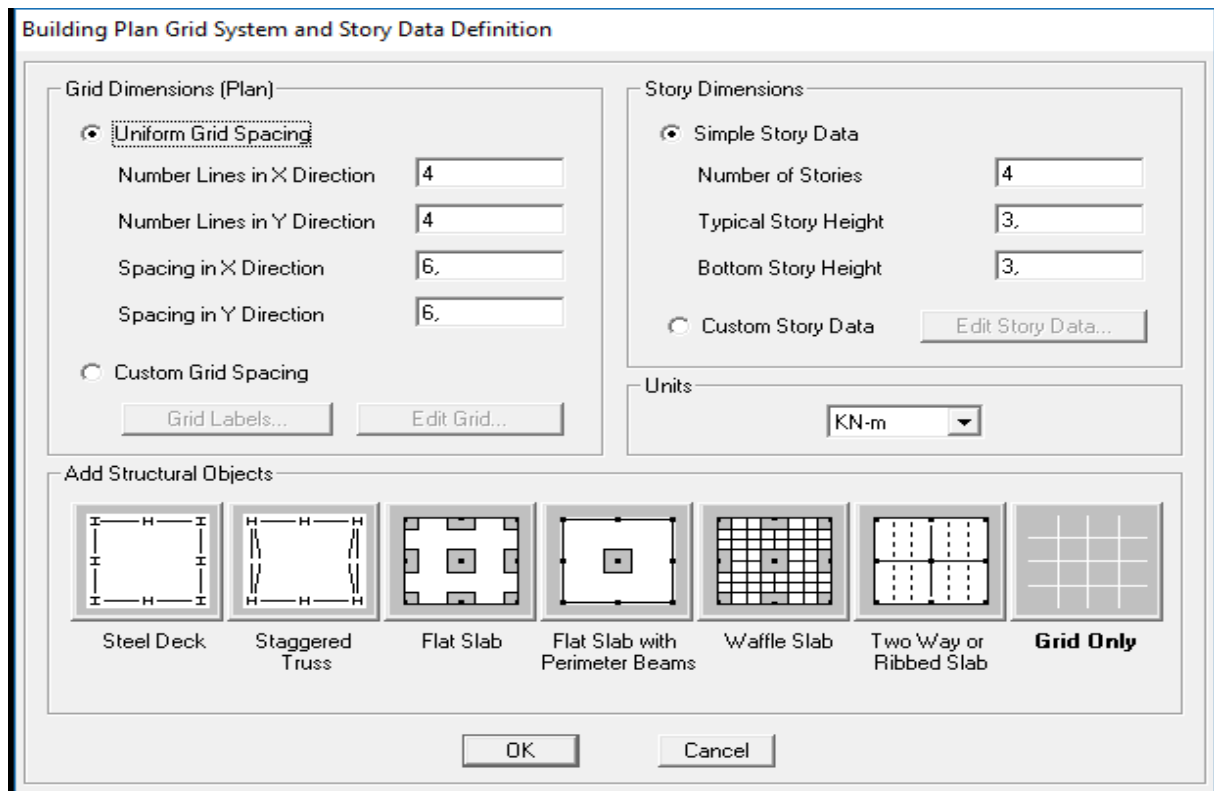 Building Plan Grid System and Story Data Definition
Grid Dimensions (Plan)
Uniform Grid Spacing
Number Lines in X Direction 4
Number Lines in Y Direction 4
Spacing in X Direction 6,
Spacing in Y Direction 6,
Custom Grid Spacing
Grid Labels... Edit Grid...
Story Dimensions
Simple Story Data
Number of Stories 4
Typical Story Height 3,
Bottom Story Height 3,
Custom Story Data Edit Story Data...
Units
KN-m
Add Structural Objects
Steel Deck
Staggered
Truss
Flat Slab
Flat Slab with
Perimeter Beams
Waffle Slab
Two Way or
Ribbed Slab
Grid Only
OK Cancel